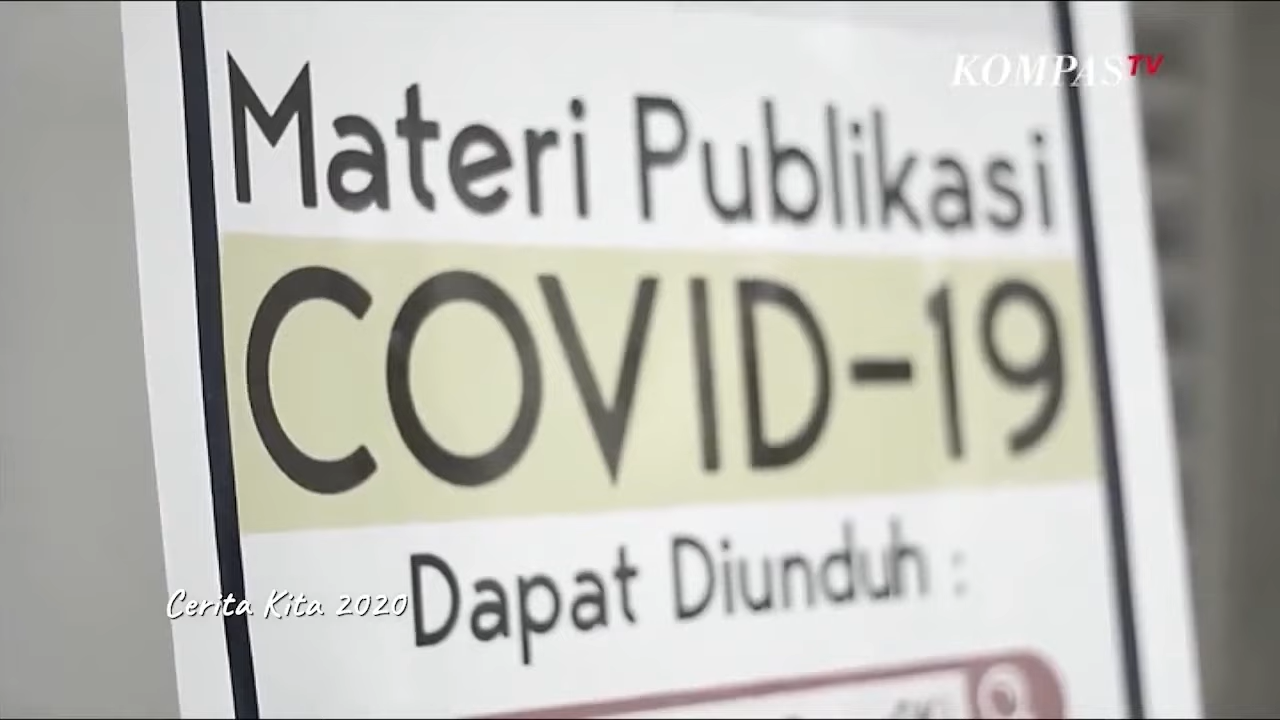 KOMPAS TV
Materi Publikasi
COVID-19
Dapat Diunduh :
Cerita Kita 2020